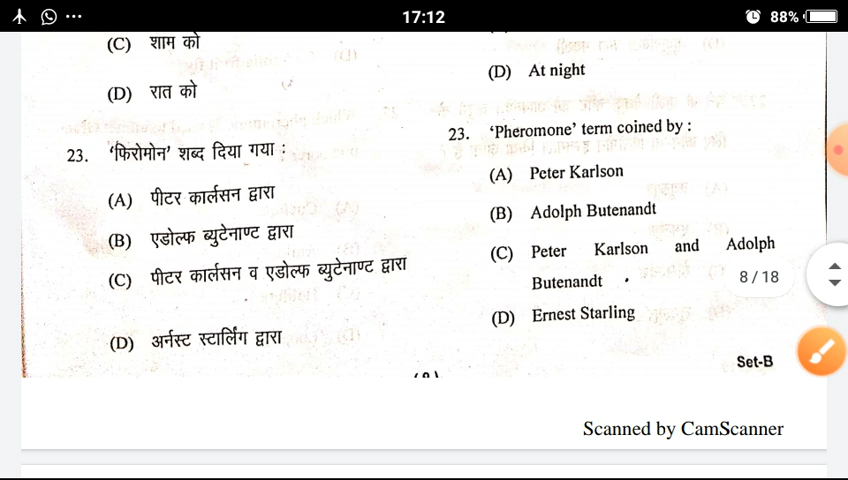 17:12
88%
(C) शाम को
(D) रात को
23. 'फिरोमोन' शब्द दिया गया :
(A) पीटर कार्लसन द्वारा
(B) एडोल्फ ब्युटेनाण्ट द्वारा
(C) पीटर कार्लसन व एडोल्फ ब्युटेनाण्ट द्वारा
(D) अर्नस्ट स्टार्लिंग द्वारा
(D) At night
23. 'Pheromone' term coined by :
(A) Peter Karlson
(B) Adolph Butenandt
(C) Peter Karlson and Adolph
Butenandt
(D) Ernest Starling
8 / 18
Set-B
Scanned by CamScanner